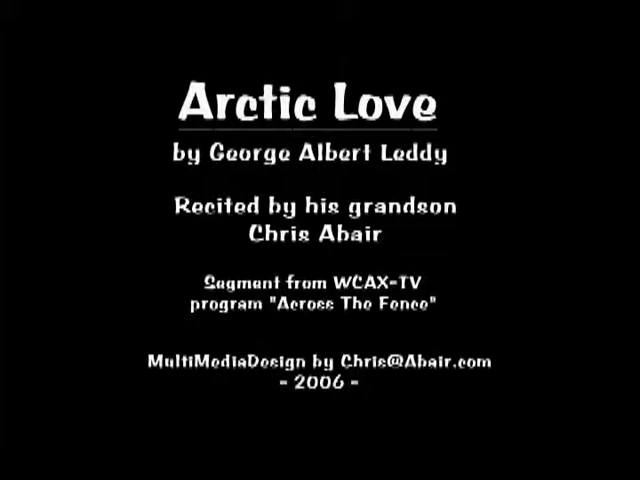 Arctic Love
by George Albert Leddy
Recited by his grandson
Chris Abair
Segment from WCAX-TV
program "Across The Fence"
MultiMediaDesign by Chris@Abair.com
- 2006 -